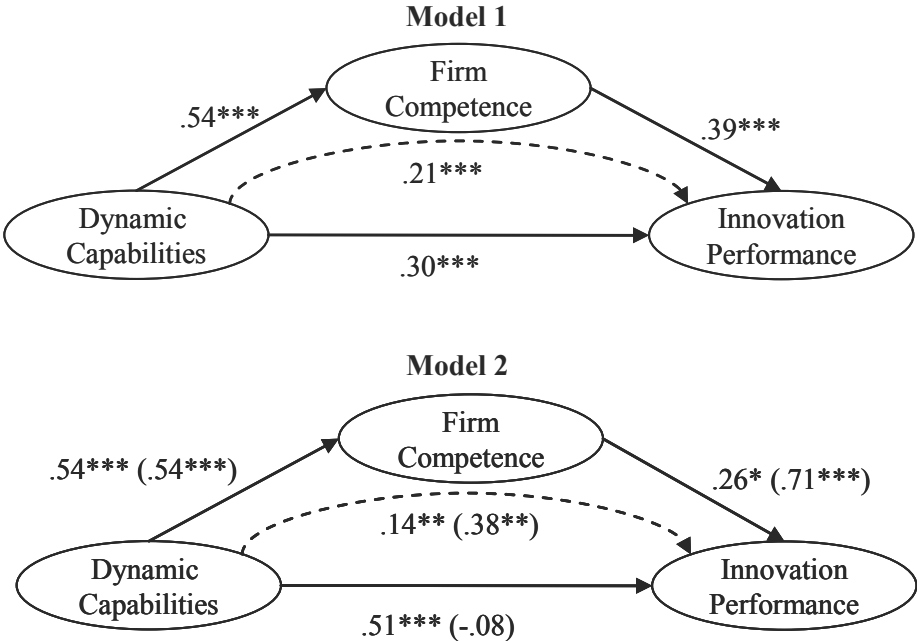 Model 1
Firm
Competence
.54***
.39***
.21***
Dynamic
Capabilities
Innovation
Performance
.30***
Model 2
Firm
Competence
.54*** (.54***)
.26* (.71***)
.14** (.38**)
Dynamic
Capabilities
Innovation
Performance
.51*** (-.08)